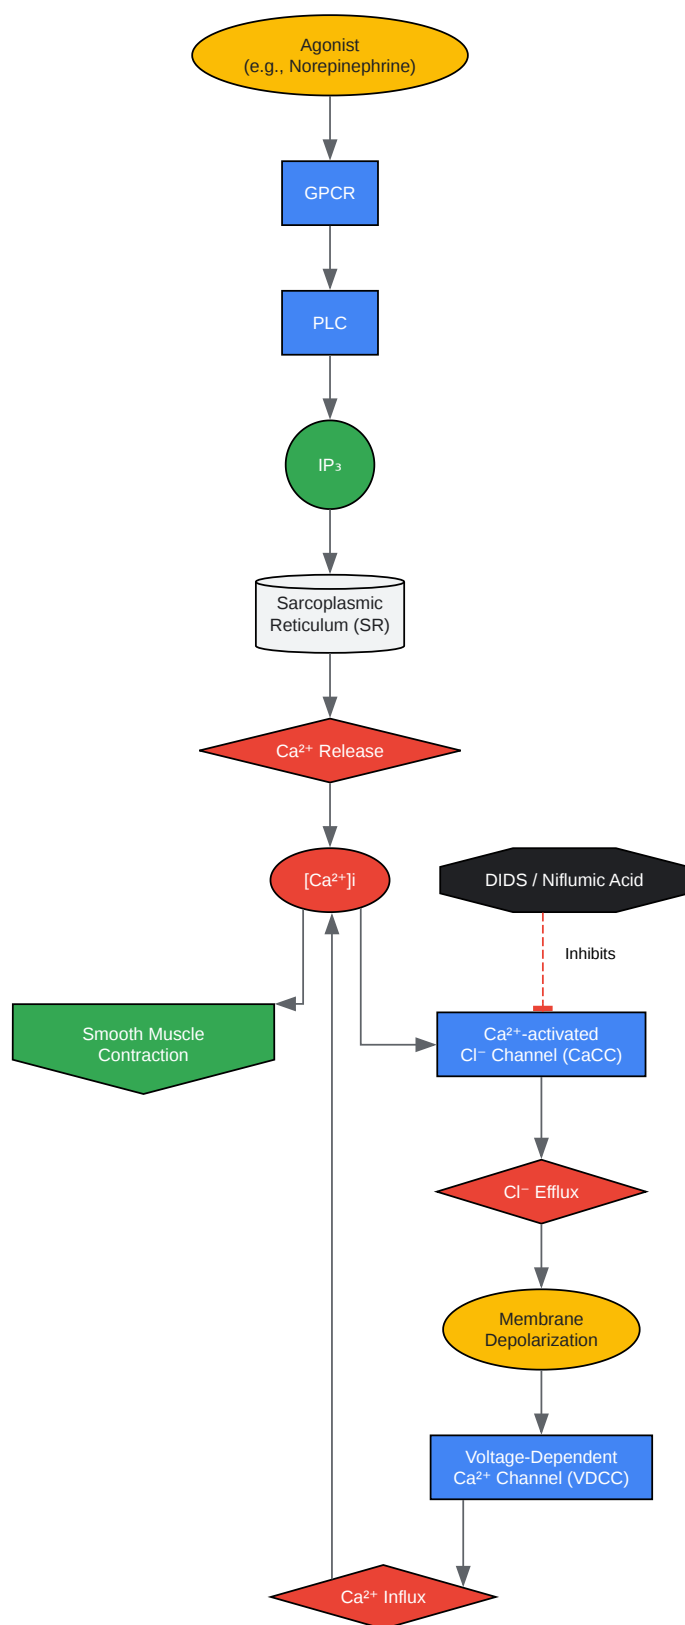 Agonist
(e.g., Norepinephrine)
GPCR
PLC
IP₃
Sarcoplasmic
Reticulum (SR)
Ca²⁺ Release
[Ca²⁺]i
DIDS / Niflumic Acid
Inhibits
Smooth Muscle
Contraction
Ca²⁺-activated
Cl⁻ Channel (CaCC)
Cl⁻ Efflux
Membrane
Depolarization
Voltage-Dependent
Ca²⁺ Channel (VDCC)
Ca²⁺ Influx